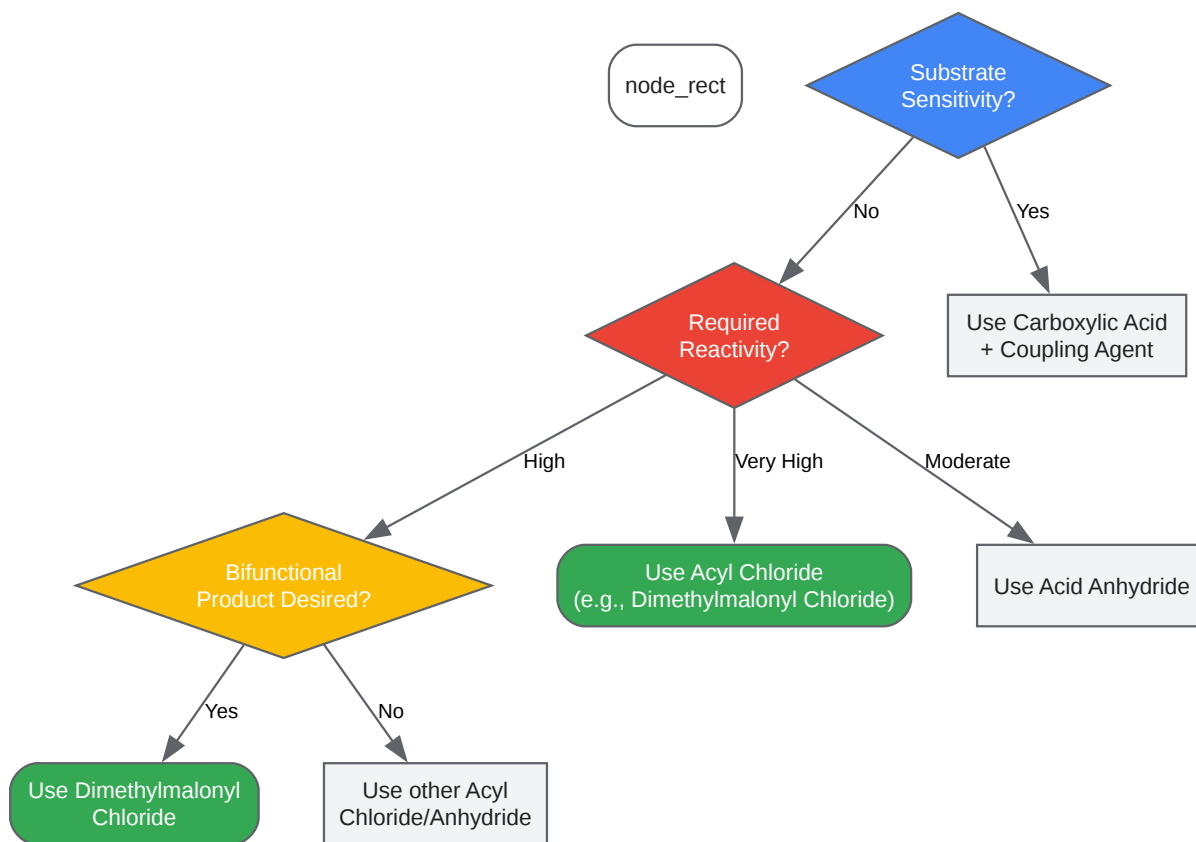 node_rect
Substrate
Sensitivity?
No
Yes
Required
Reactivity?
Use Carboxylic Acid
+ Coupling Agent
High
Very High
Moderate
Bifunctional
Product Desired?
Use Acyl Chloride
(e.g., Dimethylmalonyl Chloride)
Use Acid Anhydride
Yes
No
Use Dimethylmalonyl
Chloride
Use other Acyl
Chloride/Anhydride